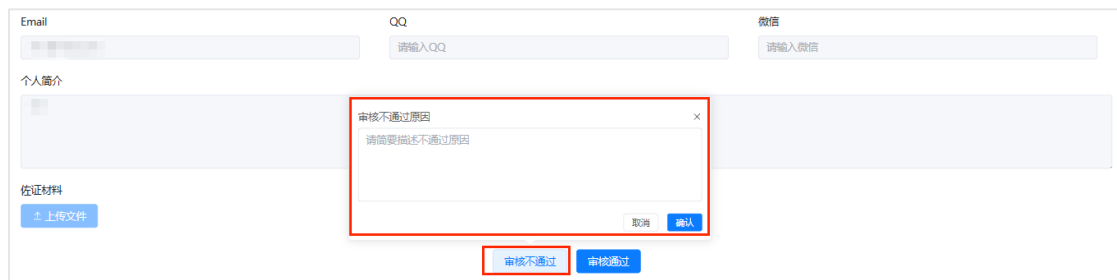 Email
QQ
微信
请输入QQ
请输入微信
个人简介
审核不通过原因
请简要描述不通过原因
佐证材料
上传文件
取消
确认
审核不通过
审核通过